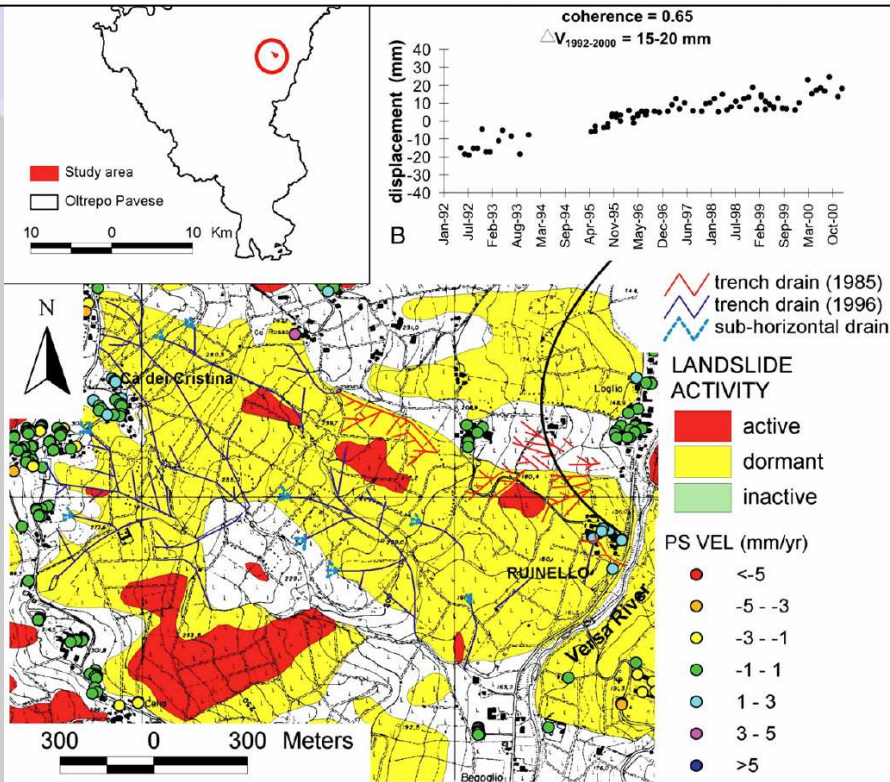 Study area
Oltrepo Pavese
10 0 10 Km
coherence = 0.65
△V1992-2000 = 15-20 mm
displacement (mm)
40
30
20
10
0
-10
-20
-30
-40
Jan-92
Jul-92
Feb-93
Aug-93
Mar-94
Sep-94
Apr-95
Nov-95
May-96
Dec-96
Jun-97
Jan-98
Jul-98
Feb-99
Sep-99
Mar-00
Oct-00
B
trench drain (1985)
trench drain (1996)
sub-horizontal drain
LANDSLIDE
ACTIVITY
active
dormant
inactive
PS VEL (mm/yr)
<-5
-5 - -3
-3 - -1
-1 - 1
1 - 3
3 - 5
>5
N
Ca' Rosso
Ca dei Cristina
Loglio
RUINELLO
Versa River
Celio
Begoglio
300 0 300 Meters